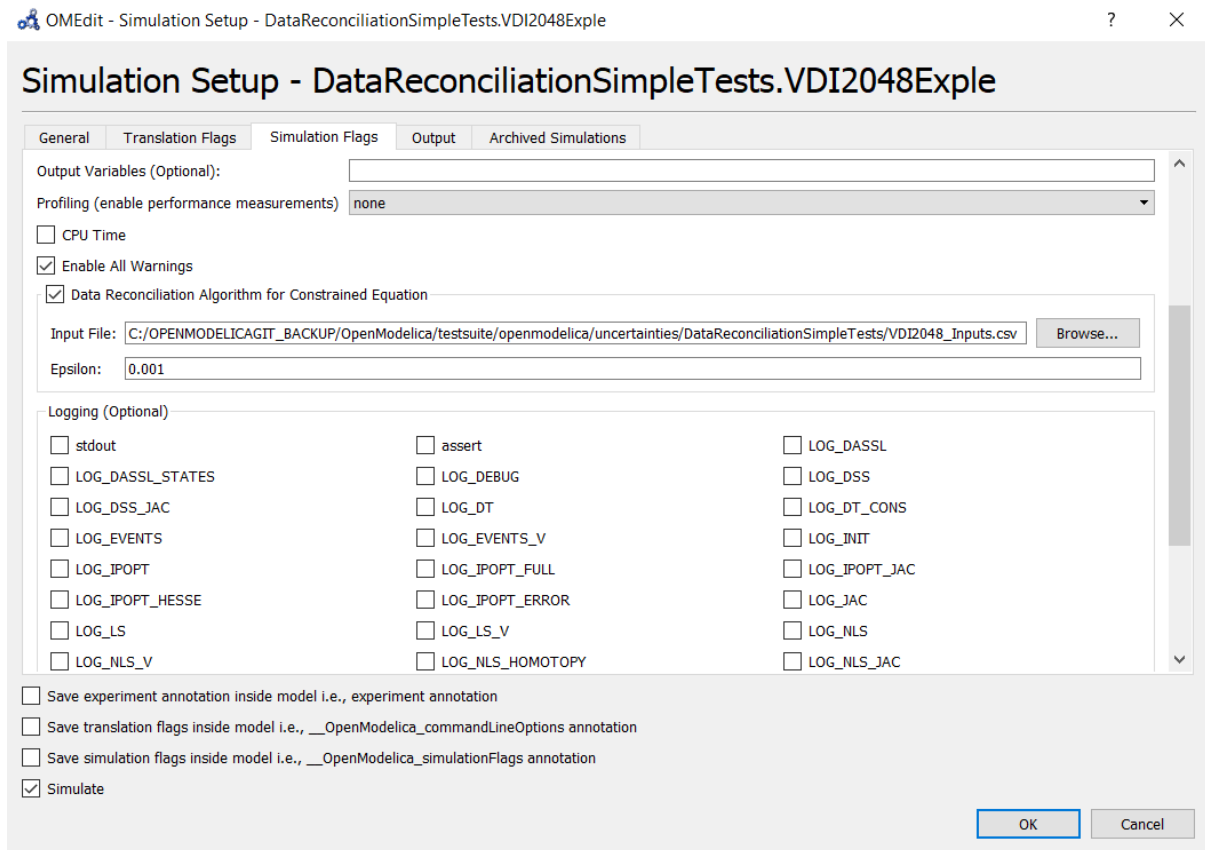 OMEdit - Simulation Setup - DataReconciliationSimpleTests.VDI2048Exple
?
Simulation Setup - DataReconciliationSimpleTests.VDI2048Exple
General Translation Flags Simulation Flags Output Archived Simulations
Output Variables (Optional):
Profiling (enable performance measurements) none
CPU Time
Enable All Warnings
Data Reconciliation Algorithm for Constrained Equation
Input File: C:/OPENMODELICAGIT_BACKUP/OpenModelica/testsuite/openmodelica/uncertainties/DataReconciliationSimpleTests/VDI2048_Inputs.csv Browse...
Epsilon: 0.001
Logging (Optional)
stdout assert LOG_DASSL
LOG_DASSL_STATES LOG_DEBUG LOG_DSS
LOG_DSS_JAC LOG_DT LOG_DT_CONS
LOG_EVENTS LOG_EVENTS_V LOG_INIT
LOG_IPOPT LOG_IPOPT_FULL LOG_IPOPT_JAC
LOG_IPOPT_HESSE LOG_IPOPT_ERROR LOG_JAC
LOG_LS LOG_LS_V LOG_NLS
LOG_NLS_V LOG_NLS_HOMOTOPY LOG_NLS_JAC
Save experiment annotation inside model i.e., experiment annotation
Save translation flags inside model i.e., __OpenModelica_commandLineOptions annotation
Save simulation flags inside model i.e., __OpenModelica_simulationFlags annotation
Simulate
OK Cancel